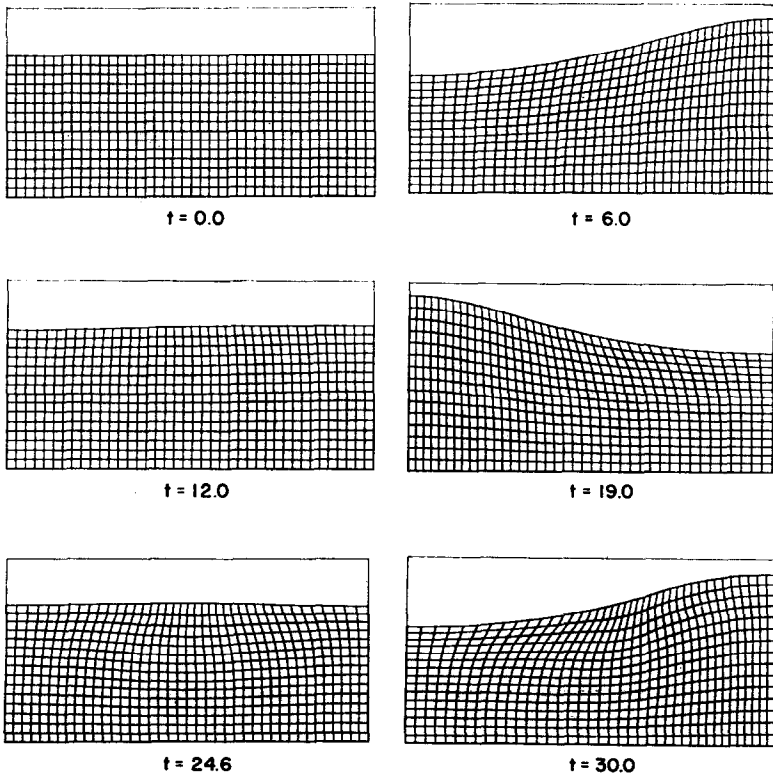 t = 0.0
t = 6.0
t = 12.0
t = 19.0
t = 24.6
t = 30.0